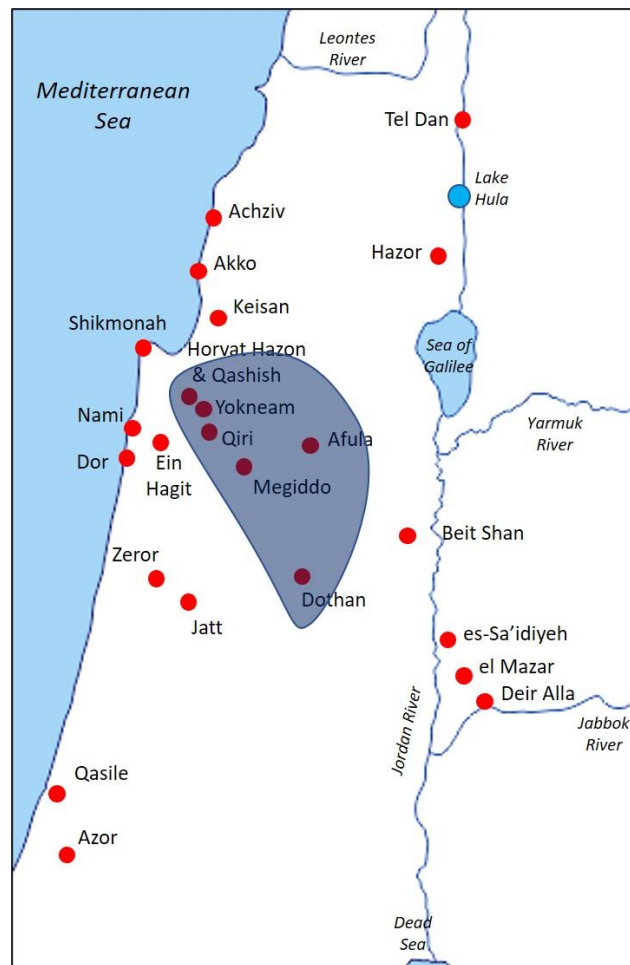 Leontes
River
Mediterranean
Sea
Tel Dan
Lake
Hula
Achziv
Hazor
Akko
Keisan
Shikmonah
Sea of
Galilee
Horvat Hazon
& Qashish
Nami
Yokneam
Yarmuk
River
Qiri
Afula
Dor
Ein
Hagit
Megiddo
Beit Shan
Zeror
Dothan
Jatt
es-Sa’idiyeh
el Mazar
Deir Alla
Jordan River
Jabbok
River
Qasile
Azor
Dead
Sea